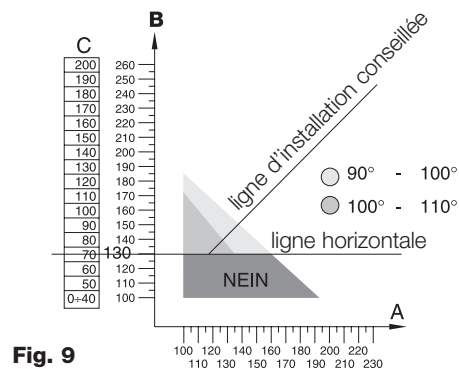 B
C
200 260
190 250
180 240
170 230
160 220
150 210
140 200
130 190
120 180
110 170
100 160
90 150
80 140
70 130
60 120
50 110
0÷40 100
ligne d'installation conseillée
90° - 100°
100° - 110°
ligne horizontale
NEIN
A
100 120 140 160 180 200 220
110 130 150 170 190 210 230
Fig. 9